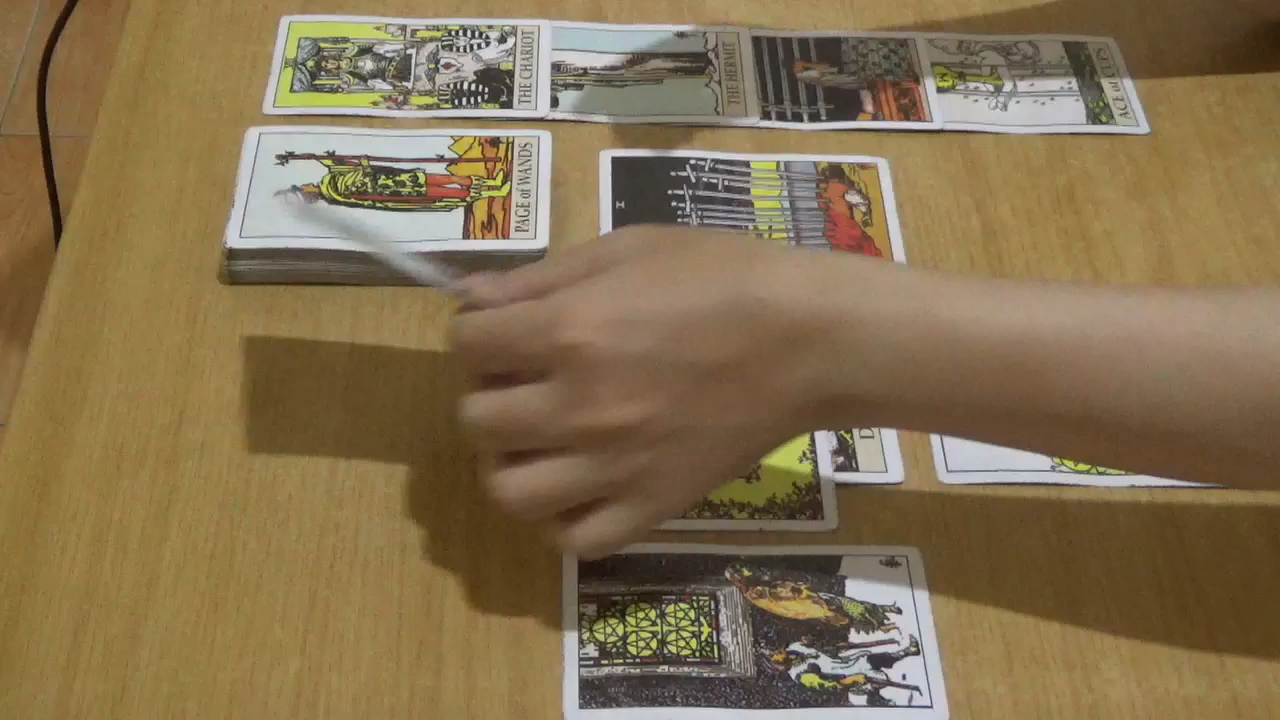 THE CHARIOT
THE HERMIT
ACE of CUPS
PAGE of WANDS
X
D